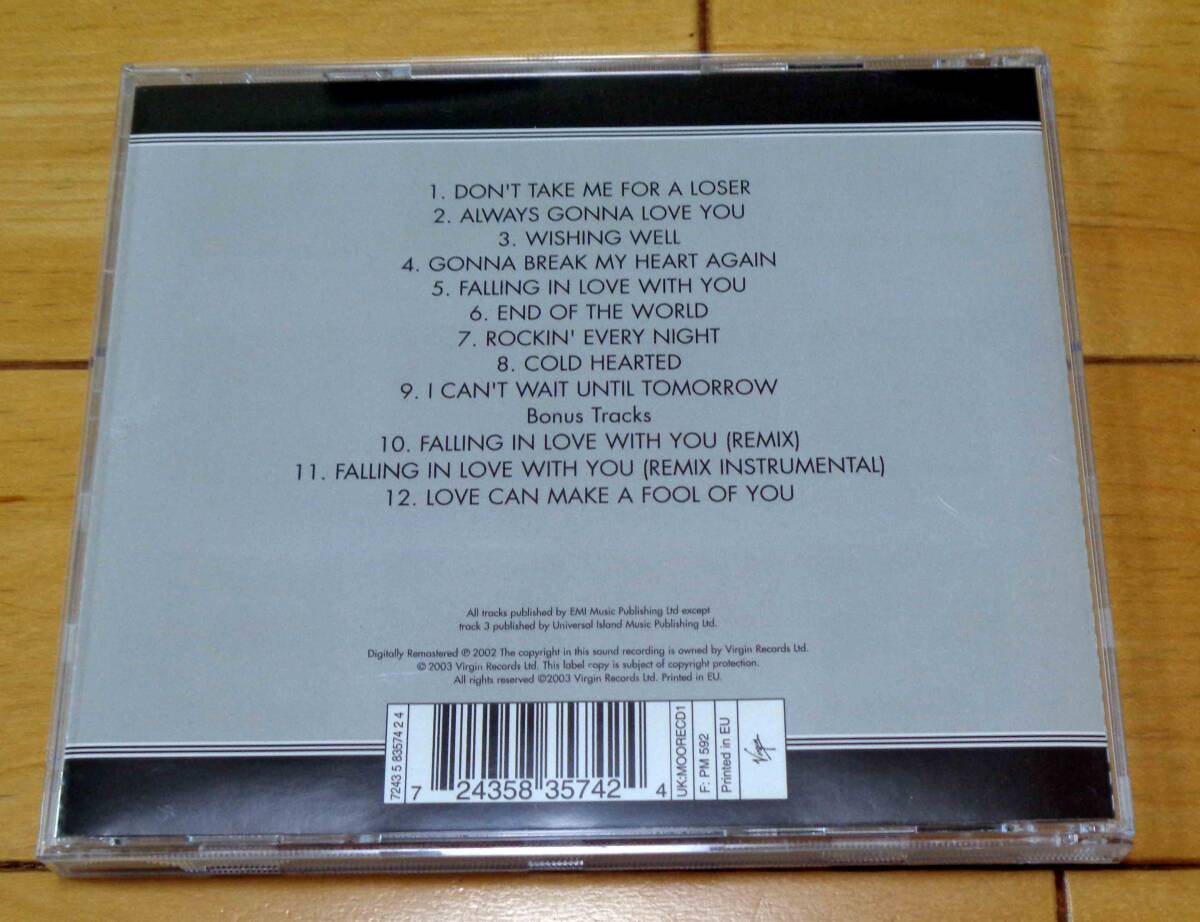 1. DON'T TAKE ME FOR A LOSER
2. ALWAYS GONNA LOVE YOU
3. WISHING WELL
4. GONNA BREAK MY HEART AGAIN
5. FALLING IN LOVE WITH YOU
6. END OF THE WORLD
7. ROCKIN' EVERY NIGHT
8. COLD HEARTED
9. I CAN'T WAIT UNTIL TOMORROW
Bonus Tracks
10. FALLING IN LOVE WITH YOU (REMIX)
11. FALLING IN LOVE WITH YOU (REMIX INSTRUMENTAL)
12. LOVE CAN MAKE A FOOL OF YOU
All tracks published by EMI Music Publishing Ltd except
track 3 published by Universal Island Music Publishing Ltd.
Digitally Remastered ℗ 2002 The copyright in this sound recording is owned by Virgin Records Ltd.
© 2003 Virgin Records Ltd. This label copy is subject of copyright protection.
All rights reserved ©2003 Virgin Records Ltd. Printed in EU.
7243 5 83574 2 4
7 24358 35742 4
UK:MOORECD1
F: PM 592
Printed in EU
Virgin